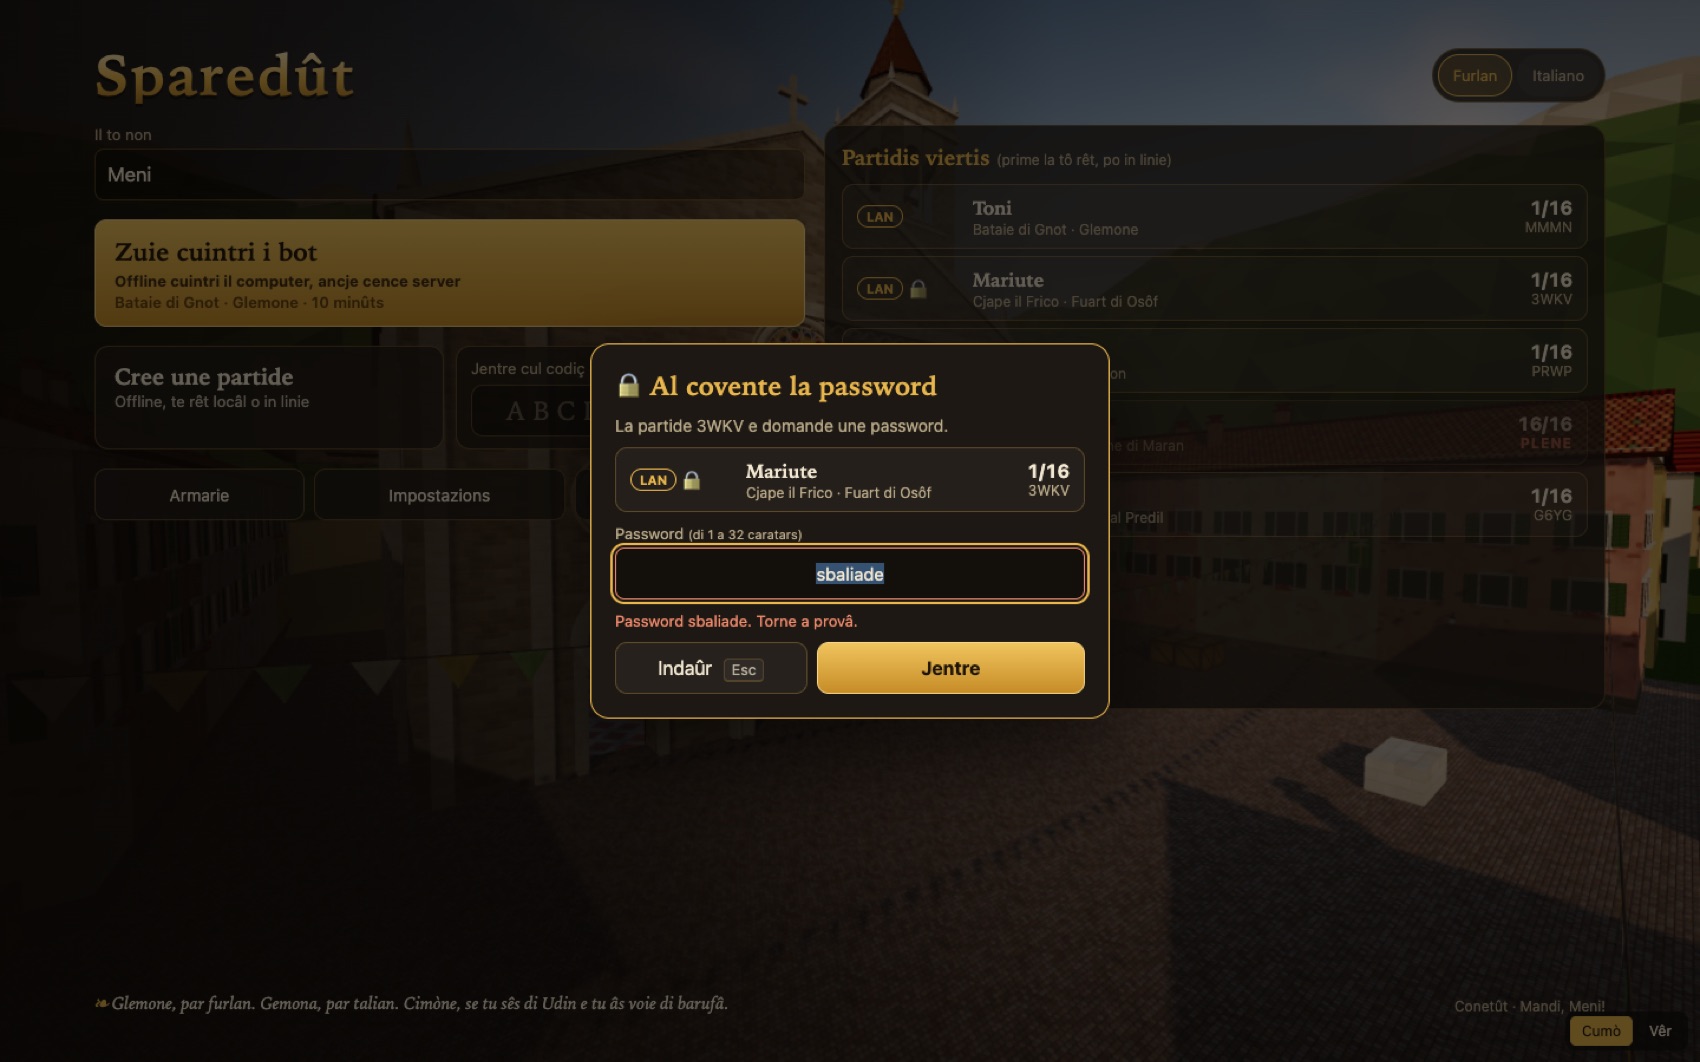 Sparedût
Furlan
Italiano
Il to non
Meni
Zuie cuintri i bot
Offline cuintri il computer, ancje cence server
Bataie di Gnot · Glemone · 10 minûts
Cree une partide
Offline, te rêt locâl o in linie
Jentre cul codiç
ABC
Armarie
Impostazions
Partidis viertis (prime la tô rêt, po in linie)
LAN
Toni
Bataie di Gnot · Glemone
1/16
MMMN
LAN
Mariute
Cjape il Frico · Fuart di Osôf
1/16
3WKV
1/16
PRWP
16/16
di Maran
PLENE
1/16
al Predil
G6YG
Al covente la password
La partide 3WKV e domande une password.
LAN
Mariute
Cjape il Frico · Fuart di Osôf
1/16
3WKV
Password (di 1 a 32 caratars)
sbaliade
Password sbaliade. Torne a provâ.
Indaûr Esc
Jentre
Glemone, par furlan. Gemona, par talian. Cimòne, se tu sês di Udin e tu âs voie di barufâ.
Conetût · Mandi, Meni!
Cumò
Vêr